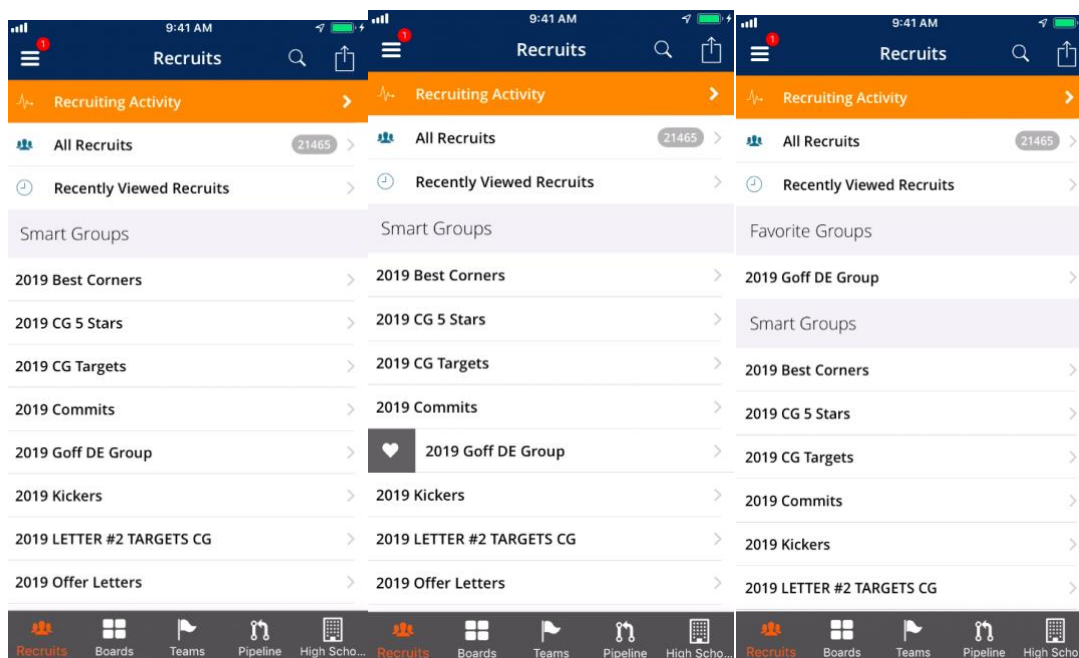 9:41 AM
1
Recruits
Recruiting Activity
All Recruits 21465
Recently Viewed Recruits
Smart Groups
2019 Best Corners
2019 CG 5 Stars
2019 CG Targets
2019 Commits
2019 Goff DE Group
2019 Kickers
2019 LETTER #2 TARGETS CG
2019 Offer Letters
Recruits Boards Teams Pipeline High Scho...
9:41 AM
1
Recruits
Recruiting Activity
All Recruits 21465
Recently Viewed Recruits
Smart Groups
2019 Best Corners
2019 CG 5 Stars
2019 CG Targets
2019 Commits
2019 Goff DE Group
2019 Kickers
2019 LETTER #2 TARGETS CG
2019 Offer Letters
Recruits Boards Teams Pipeline High Scho...
9:41 AM
1
Recruits
Recruiting Activity
All Recruits 21465
Recently Viewed Recruits
Favorite Groups
2019 Goff DE Group
Smart Groups
2019 Best Corners
2019 CG 5 Stars
2019 CG Targets
2019 Commits
2019 Kickers
2019 LETTER #2 TARGETS CG
Recruits Boards Teams Pipeline High Scho